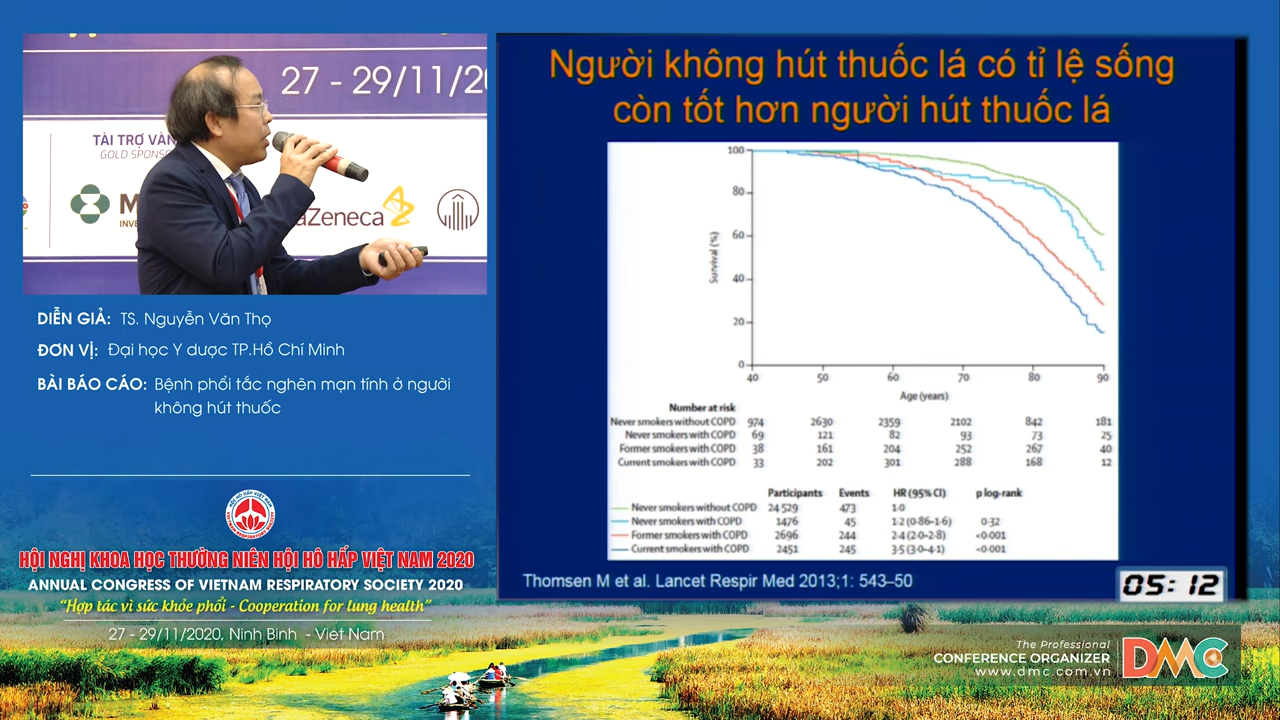 27 - 29/11/20
TÀI TRỢ VÀN
GOLD SPONSO
M
INVE
aZeneca
DIỄN GIẢ: TS. Nguyễn Văn Thọ
ĐƠN VỊ: Đại học Y dược TP.Hồ Chí Minh
BÀI BÁO CÁO: Bệnh phổi tắc nghẽn mạn tính ở người
không hút thuốc
HỘI HÔ HẤP VIỆT NAM
VIETNAM RESPIRATORY SOCIETY
HỘI NGHỊ KHOA HỌC THƯỜNG NIÊN HỘI HÔ HẤP VIỆT NAM 2020
ANNUAL CONGRESS OF VIETNAM RESPIRATORY SOCIETY 2020
“Hợp tác vì sức khỏe phổi - Cooperation for lung health”
27 - 29/11/2020, Ninh Bình - Việt Nam
Người không hút thuốc lá có tỉ lệ sống
còn tốt hơn người hút thuốc lá
Survival (%)
100
80
60
40
20
0
40 50 60 70 80 90
Age (years)
Number at risk
Never smokers without COPD 974 2630 2359 2102 842 181
Never smokers with COPD 69 121 82 93 73 25
Former smokers with COPD 38 161 204 252 267 40
Current smokers with COPD 33 202 301 288 168 12
Participants Events HR (95% CI) p log-rank
Never smokers without COPD 24 529 473 1·0
Never smokers with COPD 1476 45 1·2 (0·86–1·6) 0·32
Former smokers with COPD 2696 244 2·4 (2·0–2·8) <0·001
Current smokers with COPD 2451 245 3·5 (3·0–4·1) <0·001
Thomsen M et al. Lancet Respir Med 2013;1: 543–50
05:12
The Professional
CONFERENCE ORGANIZER
www.dmc.com.vn
DMC